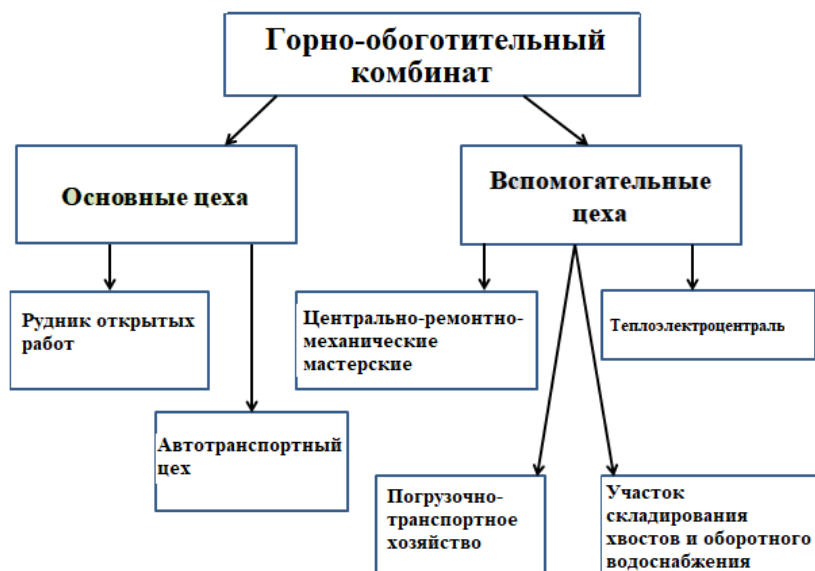 Горно-обоготительный
комбинат
Основные цеха
Вспомогательные
цеха
Рудник открытых
работ
Центрально-ремонтно-
механические
мастерские
Теплоэлектроцентраль
Автотранспортный
цех
Погрузочно-
транспортное
хозяйство
Участок
складирования
хвостов и оборотного
водоснабжения